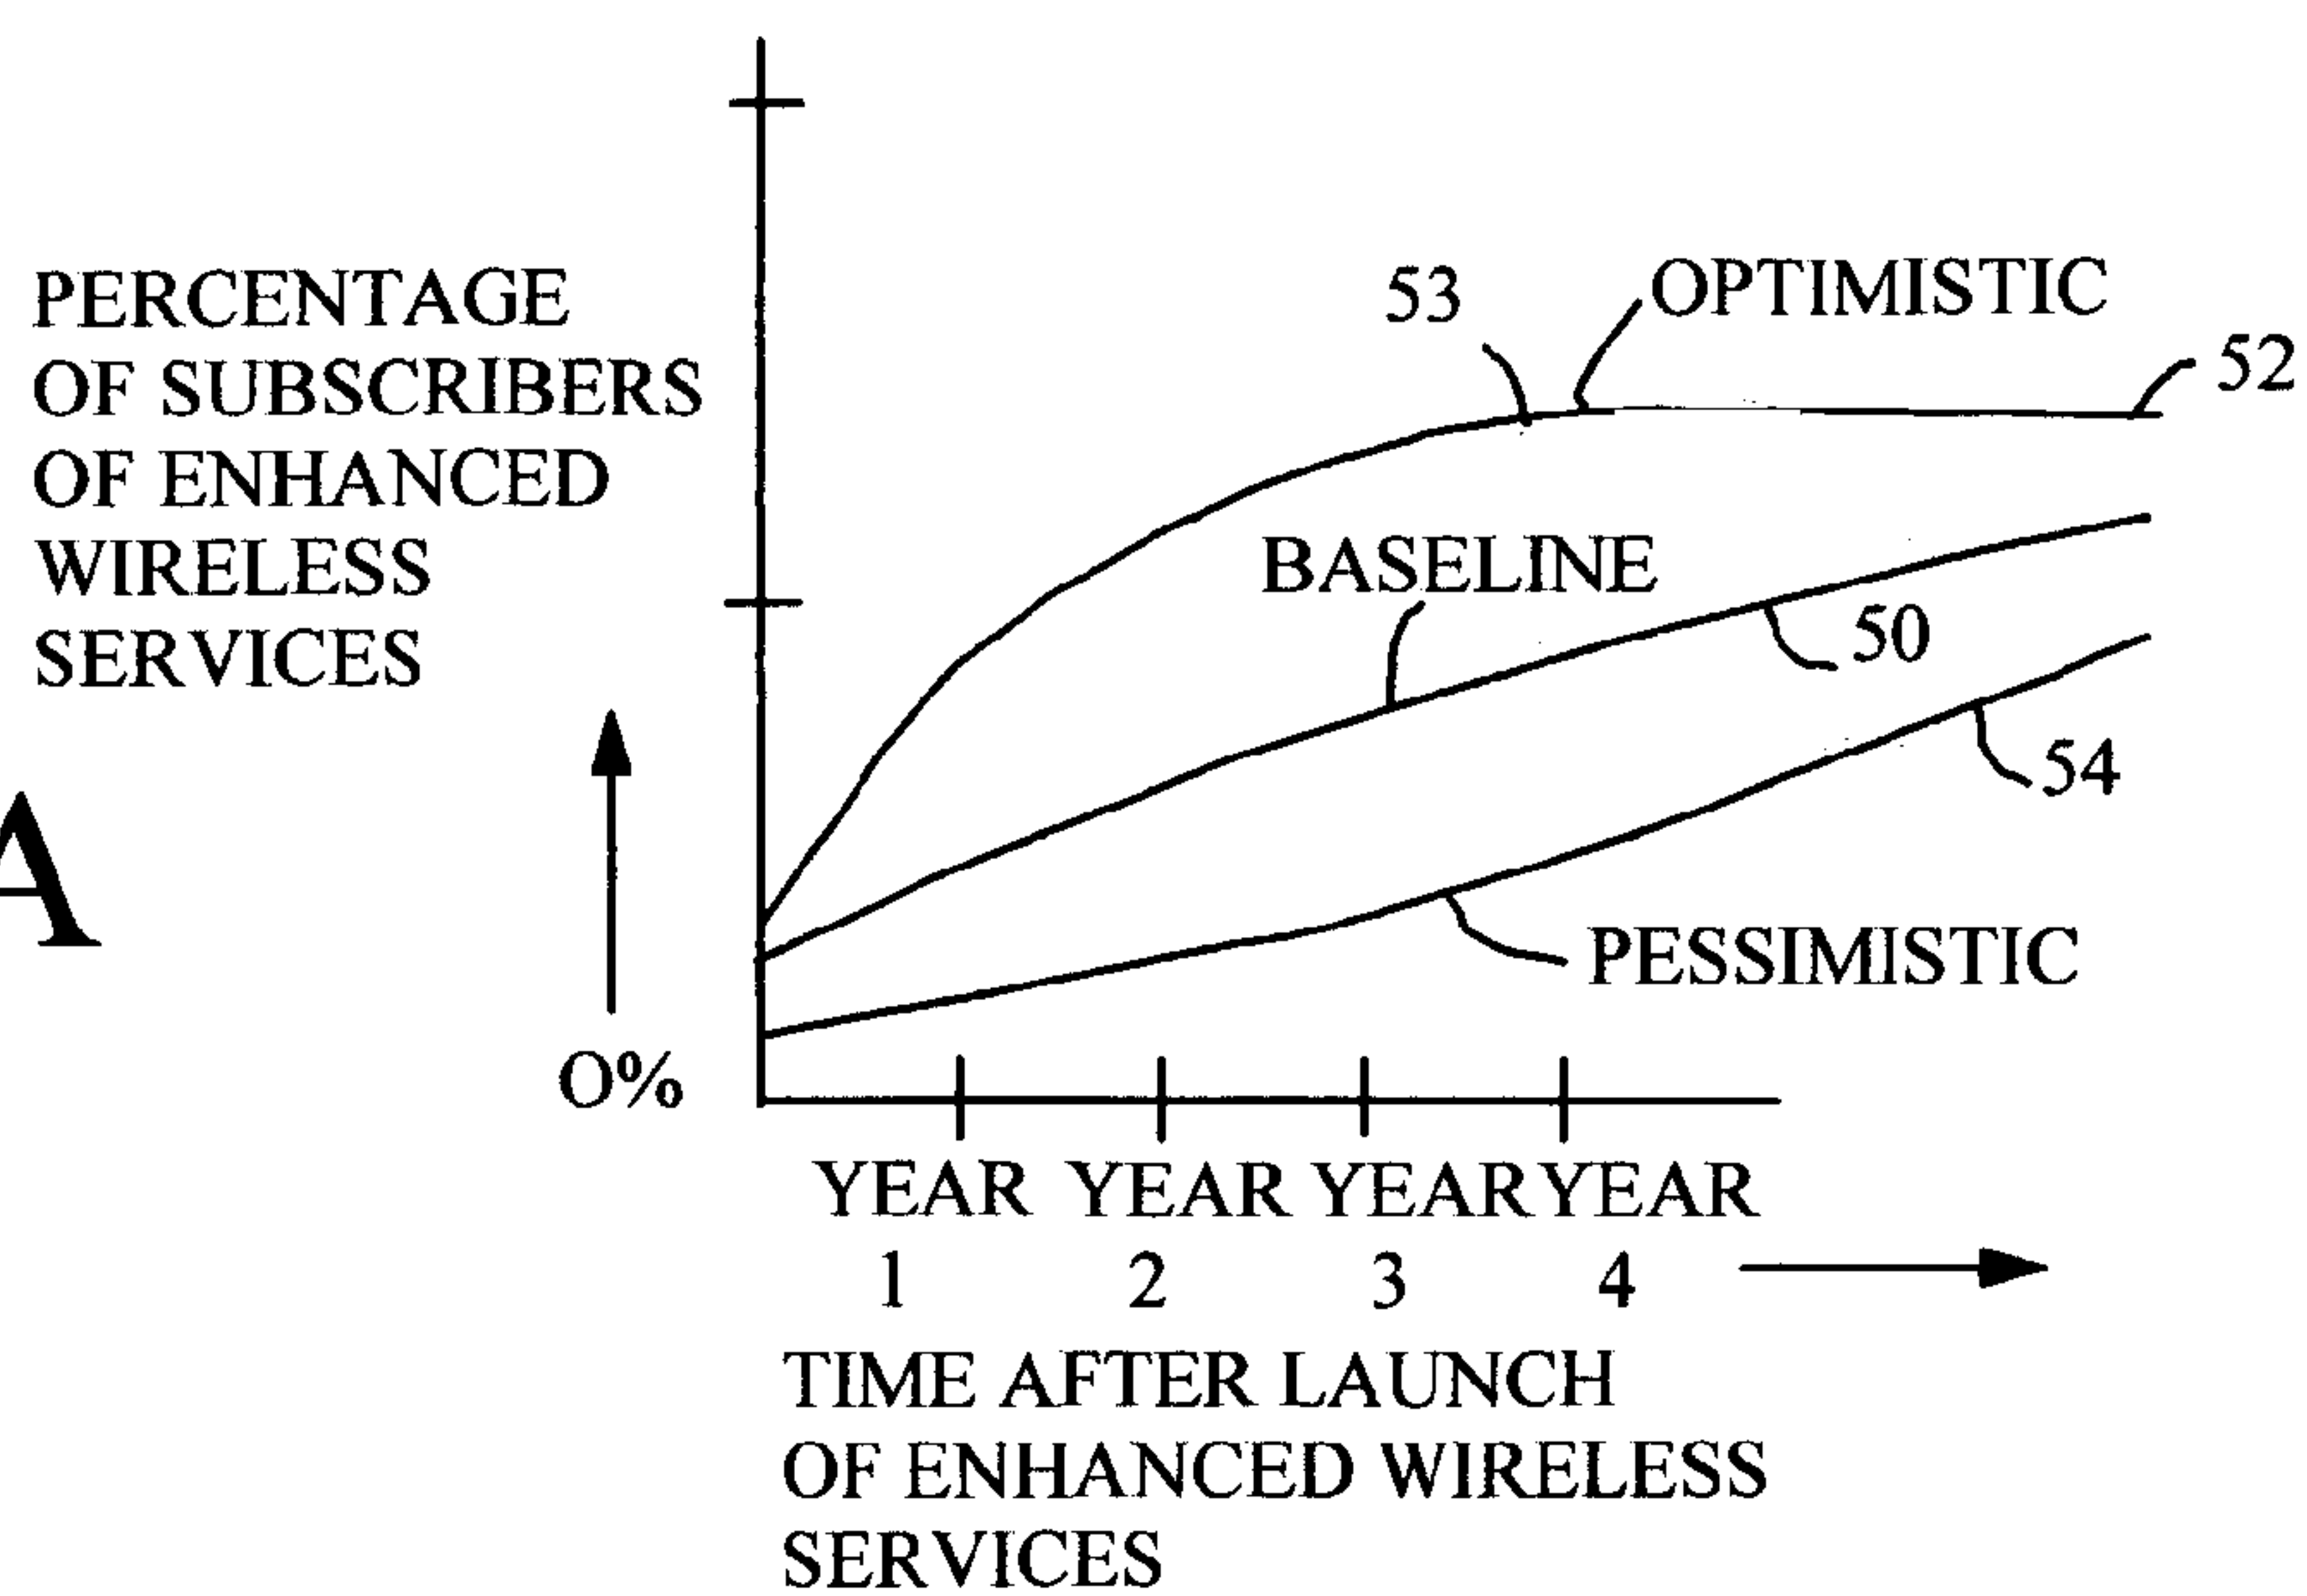 53
OPTIMISTIC
52
PERCENTAGE
OF SUBSCRIBERS
OF ENHANCED
WIRELESS
SERVICES
BASELINE
50
54
A
PESSIMISTIC
O%
YEAR YEAR YEAR YEAR
1 2 3 4
TIME AFTER LAUNCH
OF ENHANCED WIRELESS
SERVICES